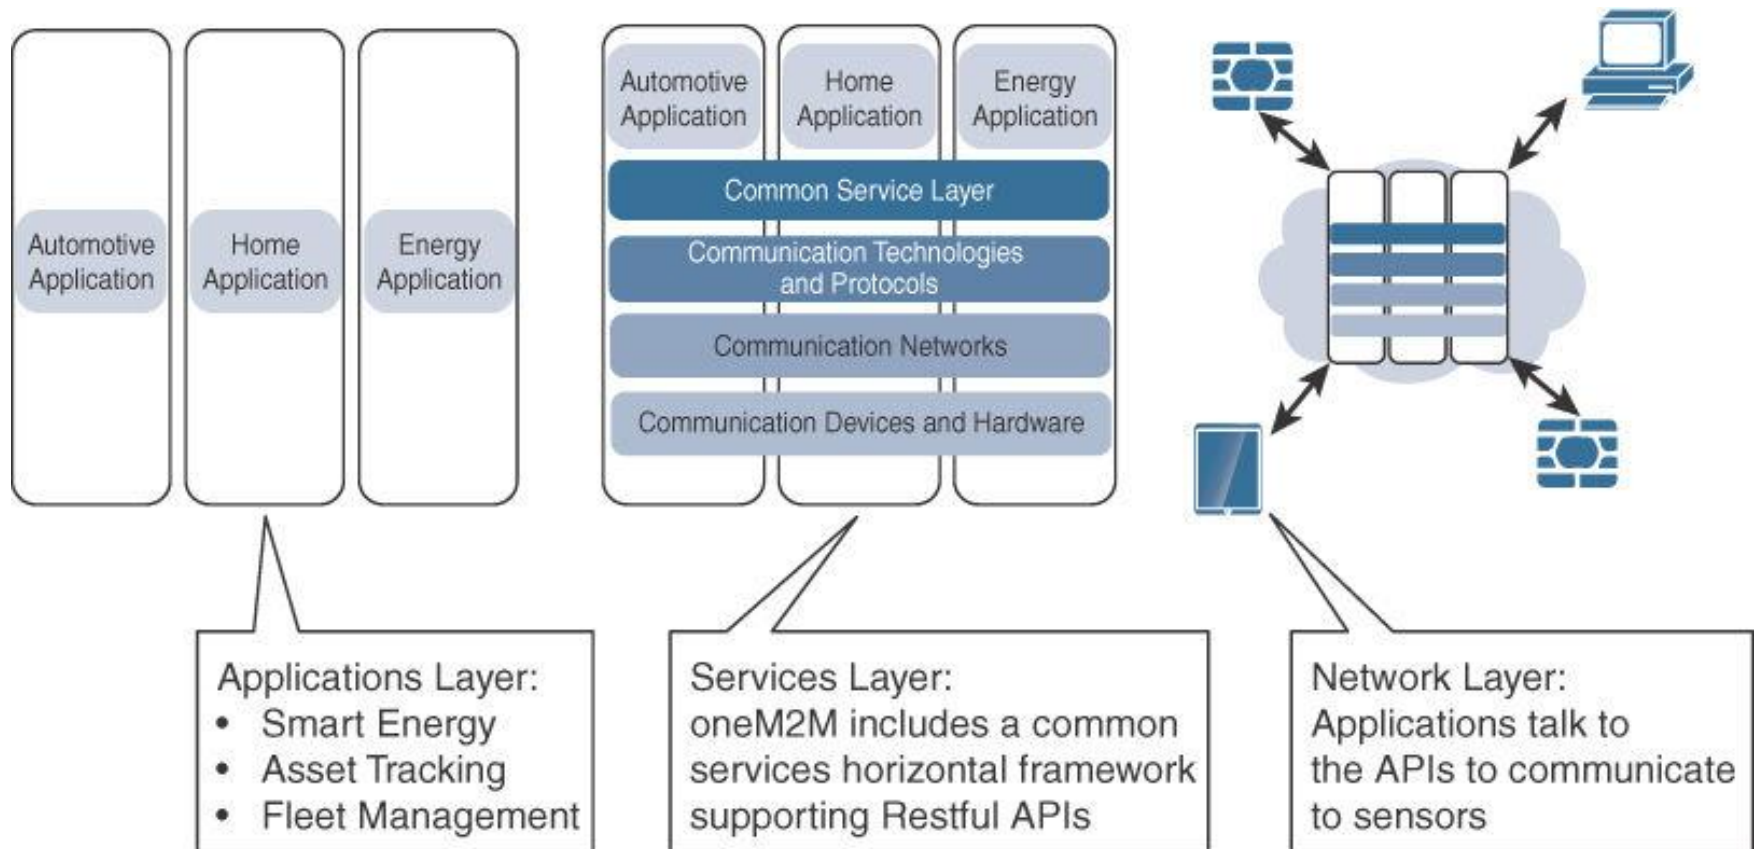 Automotive
Application
Home
Application
Energy
Application
Automotive
Application
Home
Application
Energy
Application
Common Service Layer
Communication Technologies
and Protocols
Communication Networks
Communication Devices and Hardware
Applications Layer:
• Smart Energy
• Asset Tracking
• Fleet Management
Services Layer:
oneM2M includes a common
services horizontal framework
supporting Restful APIs
Network Layer:
Applications talk to
the APIs to communicate
to sensors